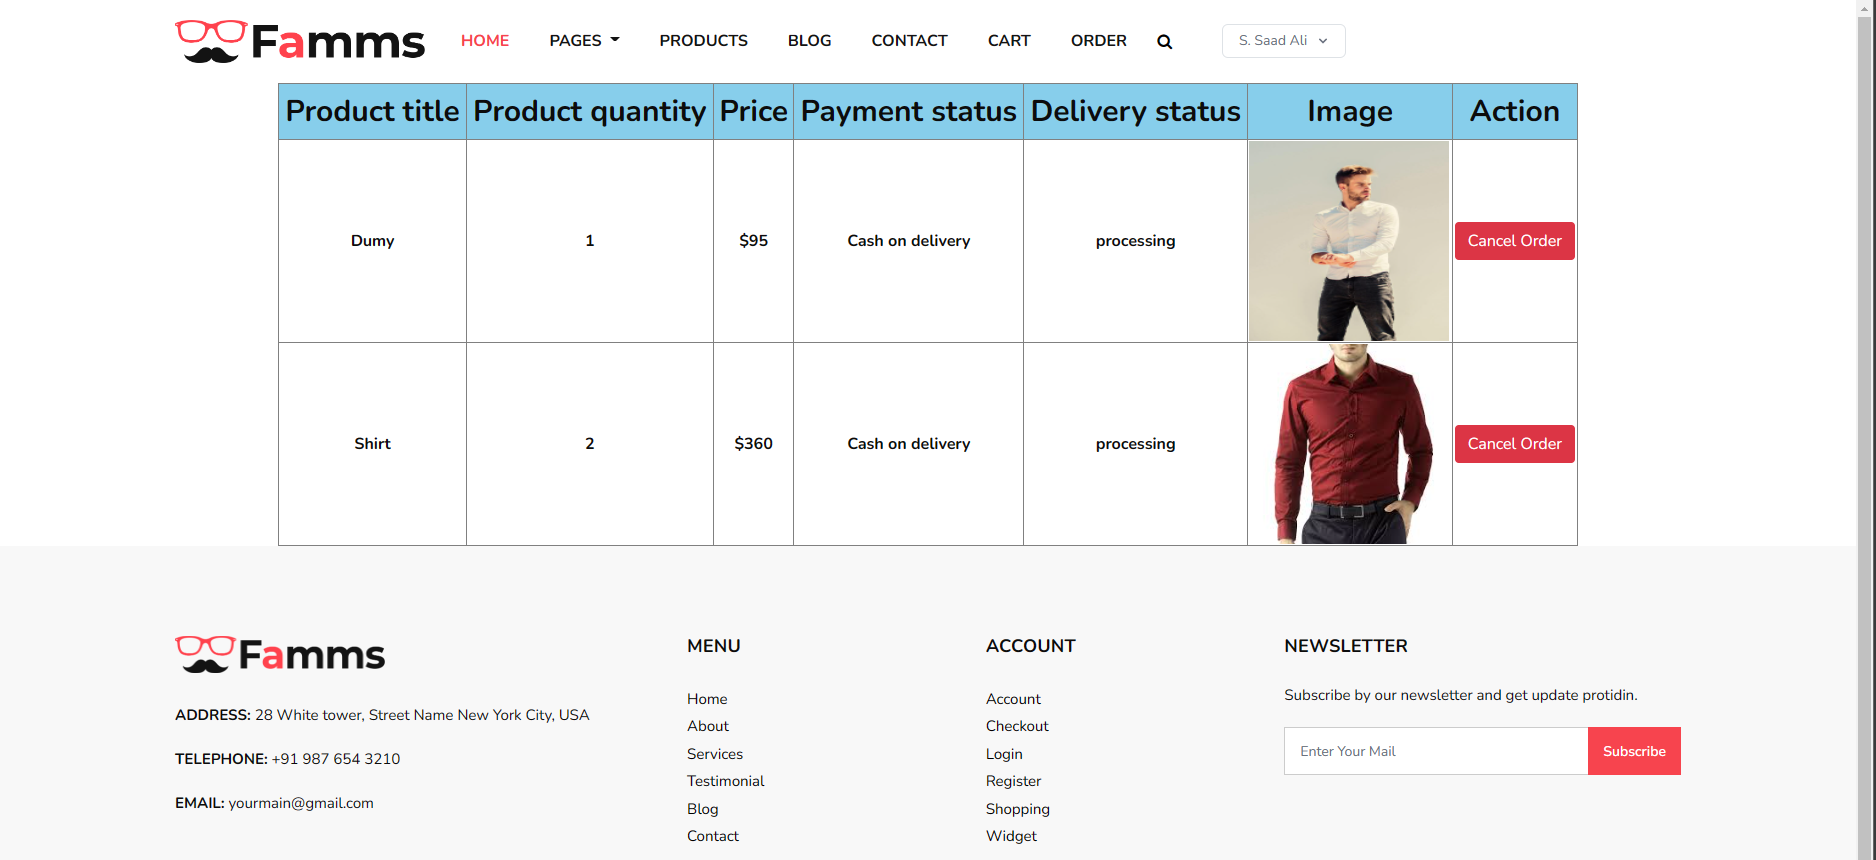 Famms HOME PAGES PRODUCTS BLOG CONTACT CART ORDER S. Saad Ali
Product title Product quantity Price Payment status Delivery status Image Action
Dumy 1 $95 Cash on delivery processing Cancel Order
Shirt 2 $360 Cash on delivery processing Cancel Order
Famms
ADDRESS: 28 White tower, Street Name New York City, USA
TELEPHONE: +91 987 654 3210
EMAIL: yourmain@gmail.com
MENU
Home
About
Services
Testimonial
Blog
Contact
ACCOUNT
Account
Checkout
Login
Register
Shopping
Widget
NEWSLETTER
Subscribe by our newsletter and get update protidin.
Enter Your Mail Subscribe